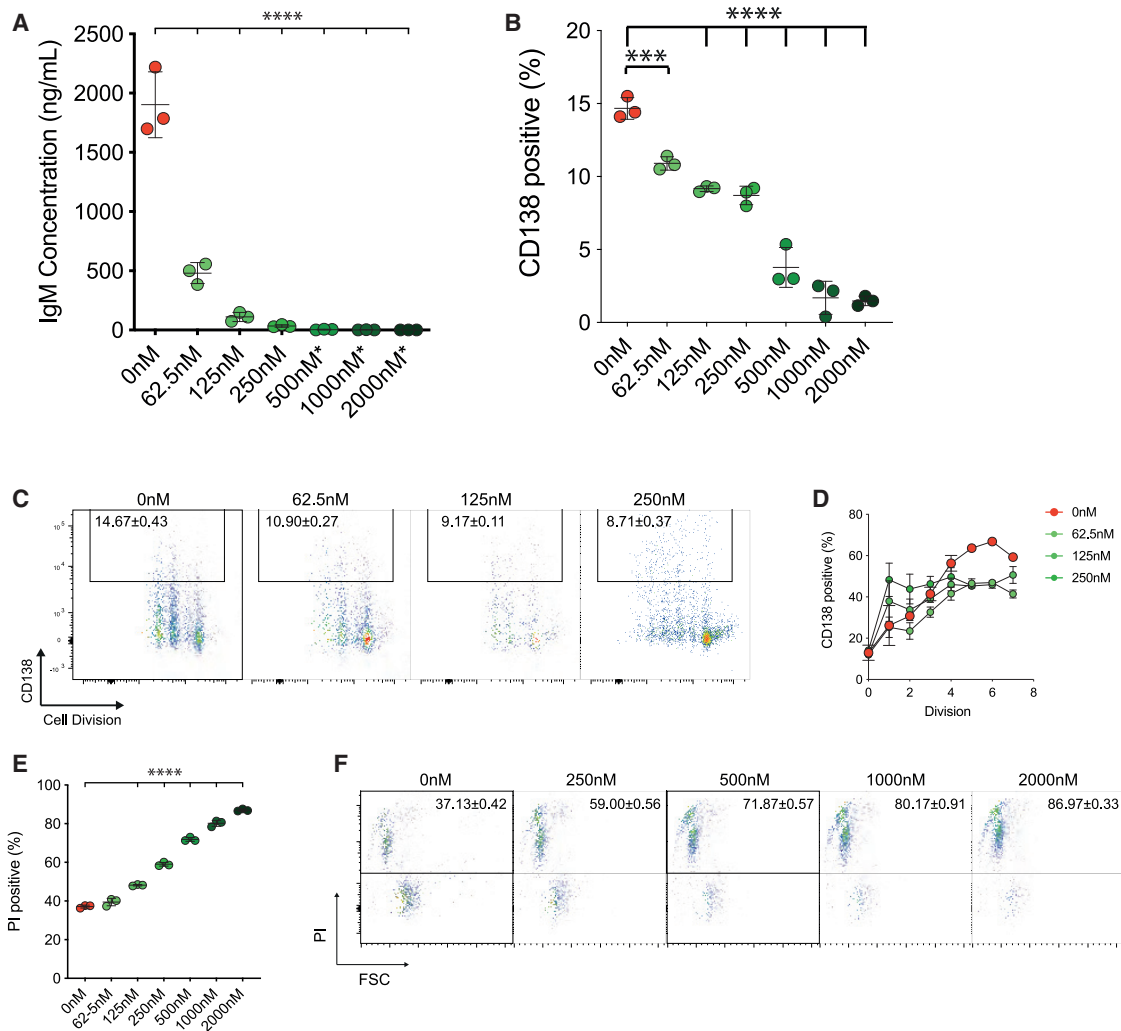 A
****
IgM Concentration (ng/mL)
2500
2000
1500
1000
500
0
0nM
62.5nM
125nM
250nM
500nM*
1000nM*
2000nM*
B
****
***
CD138 positive (%)
20
15
10
5
0
0nM
62.5nM
125nM
250nM
500nM
1000nM
2000nM
C
0nM 62.5nM 125nM 250nM
14.67±0.43 10.90±0.27 9.17±0.11 8.71±0.37
10⁵
10⁴
10³
0
-10³
CD138
Cell Division
D
CD138 positive (%)
80
60
40
20
0
0 2 4 6 8
Division
0nM
62.5nM
125nM
250nM
E
****
PI positive (%)
100
80
60
40
20
0
0nM
62-5nM
125nM
250nM
500nM
1000nM
2000nM
F
0nM 250nM 500nM 1000nM 2000nM
37.13±0.42 59.00±0.56 71.87±0.57 80.17±0.91 86.97±0.33
PI
FSC